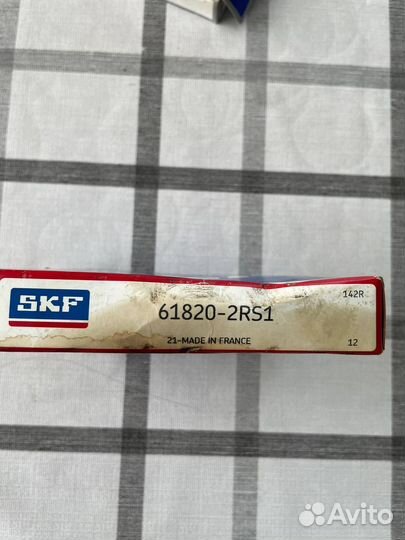 142R
SKF
61820-2RS1
21-MADE IN FRANCE
12
Avito